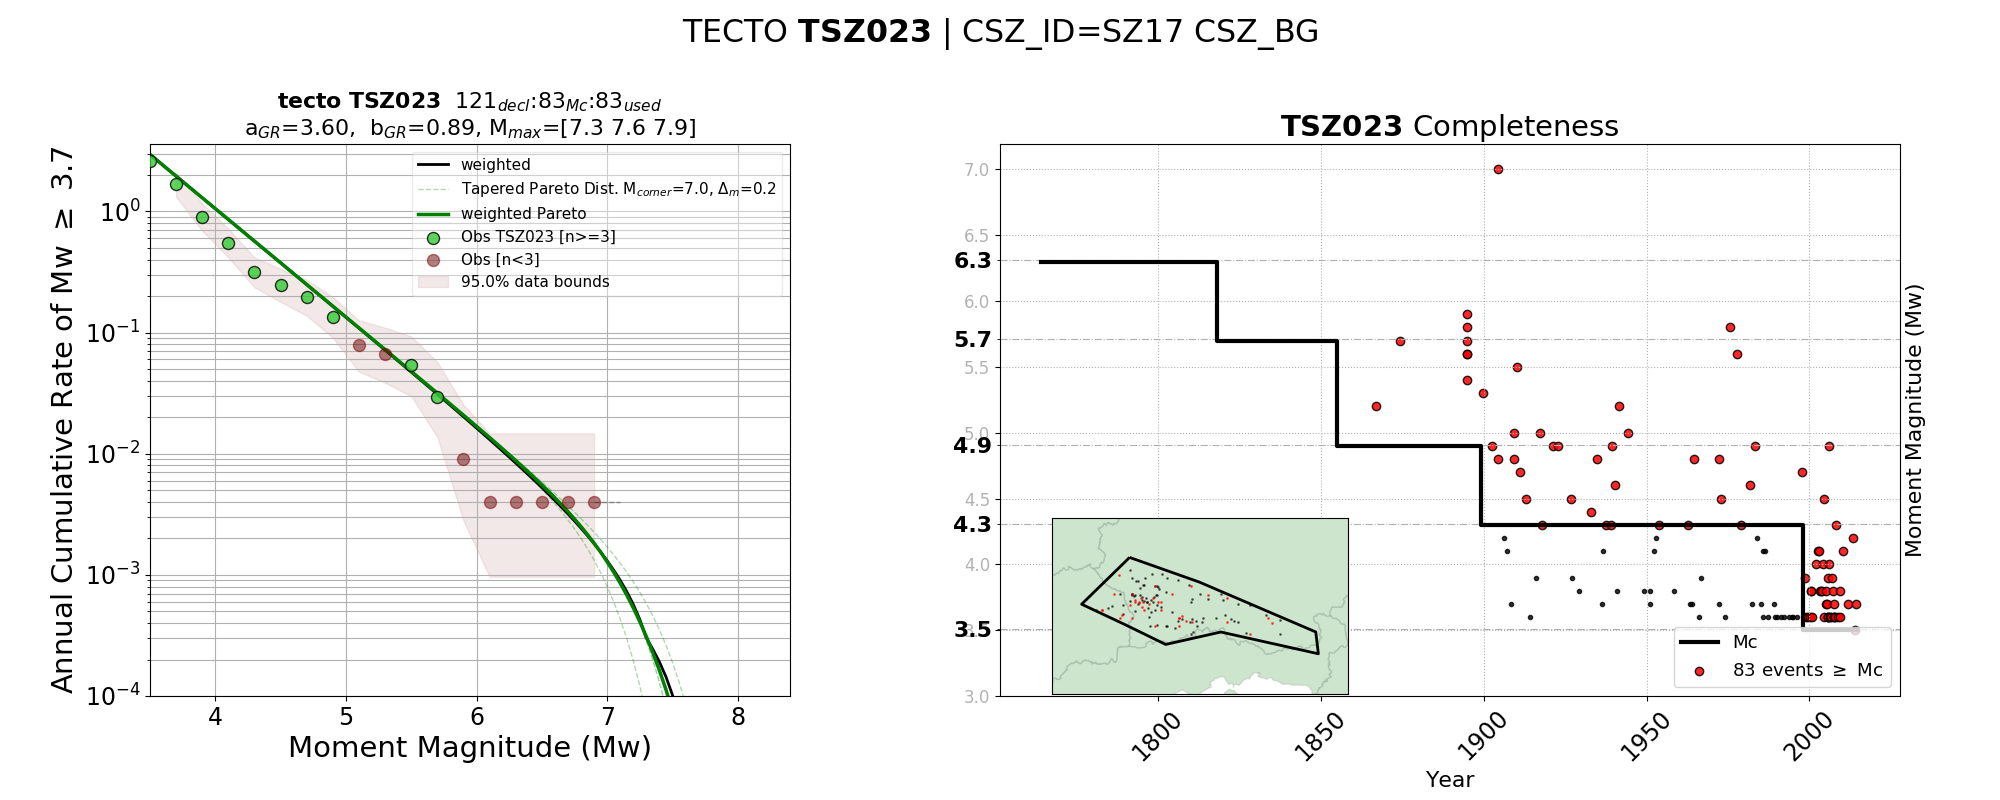 TECTO TSZ023 | CSZ_ID=SZ17 CSZ_BG
tecto TSZ023 121decl:83Mc:83used
aGR=3.60, bGR=0.89, Mmax=[7.3 7.6 7.9]
Annual Cumulative Rate of Mw ≥ 3.7
10^0
10^−1
10^−2
10^−3
10^−4
weighted
Tapered Pareto Dist. Mcorner=7.0, Δm=0.2
weighted Pareto
Obs TSZ023 [n>=3]
Obs [n<3]
95.0% data bounds
4 5 6 7 8
Moment Magnitude (Mw)
TSZ023 Completeness
7.0
6.5
6.3
6.0
5.7
5.5
5.0
4.9
4.5
4.3
4.0
3.5
3.0
Moment Magnitude (Mw)
Mc
83 events ≥ Mc
1800 1850 1900 1950 2000
Year